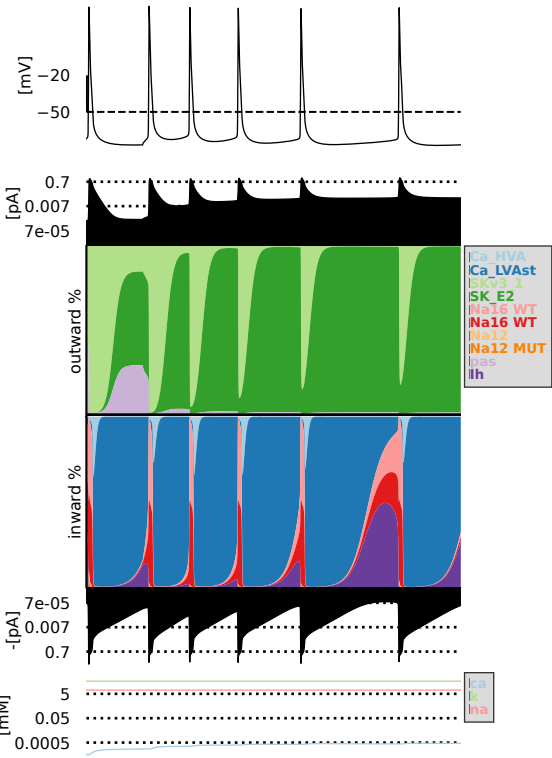 [mV]
−20
−50
[pA]
0.7
0.007
7e-05
outward %
Ca_HVA
Ca_LVAst
SKv3_1
SK_E2
Na16 WT
Na16 WT
Na12
Na12 MUT
pas
Ih
inward %
-[pA]
7e-05
0.007
0.7
[mM]
5
0.05
0.0005
ca
k
na